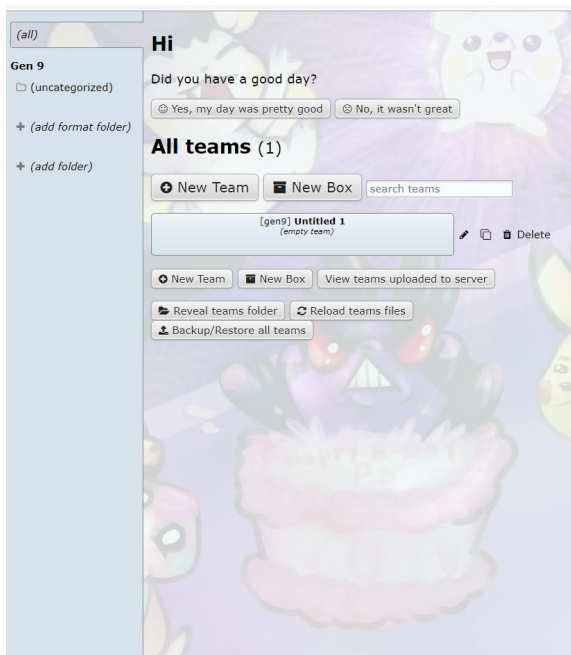 (all)
Gen 9
(uncategorized)
(add format folder)
(add folder)
Hi
Did you have a good day?
Yes, my day was pretty good No, it wasn't great
All teams (1)
New Team New Box search teams
[gen9] Untitled 1
(empty team)
Delete
New Team New Box View teams uploaded to server
Reveal teams folder Reload teams files
Backup/Restore all teams
Happy B-Day
PS